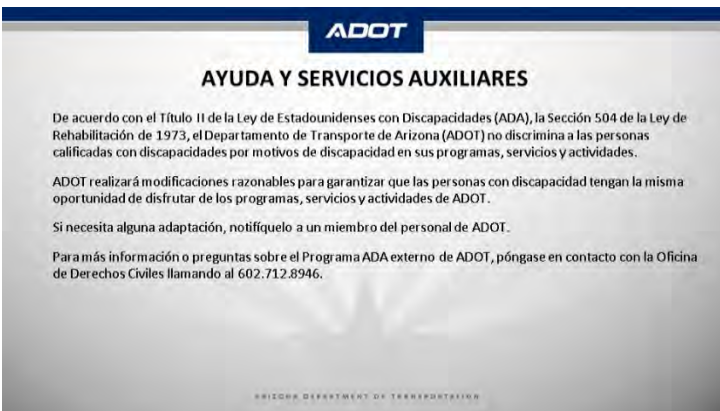 ADOT
AYUDA Y SERVICIOS AUXILIARES
De acuerdo con el Título II de la Ley de Estadounidenses con Discapacidades (ADA), la Sección 504 de la Ley de
Rehabilitación de 1973, el Departamento de Transporte de Arizona (ADOT) no discrimina a las personas
calificadas con discapacidades por motivos de discapacidad en sus programas, servicios y actividades.
ADOT realizará modificaciones razonables para garantizar que las personas con discapacidad tengan la misma
oportunidad de disfrutar de los programas, servicios y actividades de ADOT.
Si necesita alguna adaptación, notifíquelo a un miembro del personal de ADOT.
Para más información o preguntas sobre el Programa ADA externo de ADOT, póngase en contacto con la Oficina
de Derechos Civiles llamando al 602.712.8946.
ARIZONA DEPARTMENT OF TRANSPORTATION